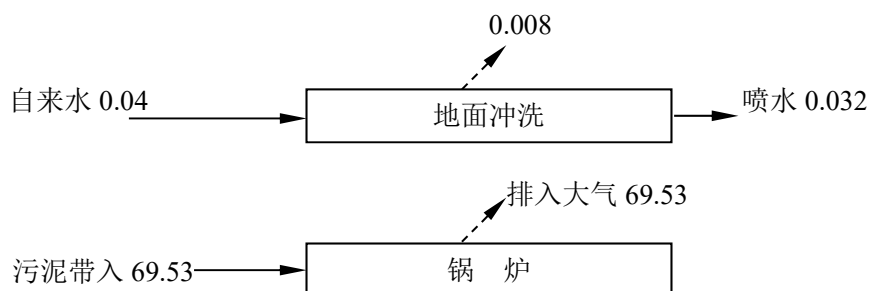 0.008
自来水 0.04
地面冲洗
喷水 0.032
排入大气 69.53
污泥带入 69.53
锅 炉